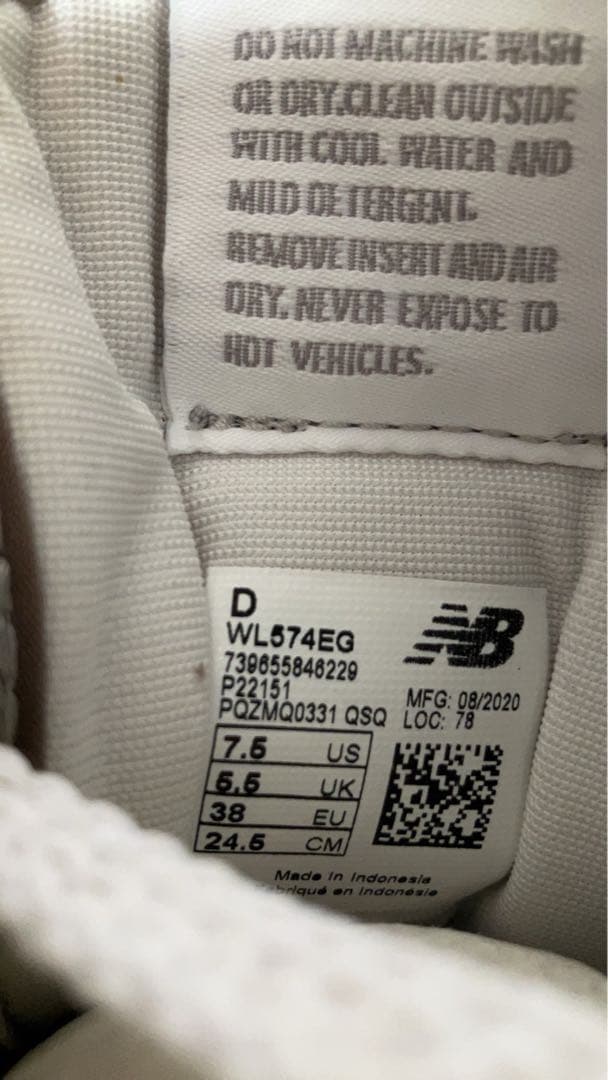 DO NOT MACHINE WASH
OR DRY.CLEAN OUTSIDE
WITH COOL WATER AND
MILD DETERGENT.
REMOVE INSERT AND AIR
DRY. NEVER EXPOSE TO
HOT VEHICLES.
D
WL574EG
739655846229
P22151
PQZMQ0331 QSQ
NB
MFG: 08/2020
LOC: 78
7.5 US
5.5 UK
38 EU
24.5 CM
Made in Indonesia
Fabriqué en Indonésie